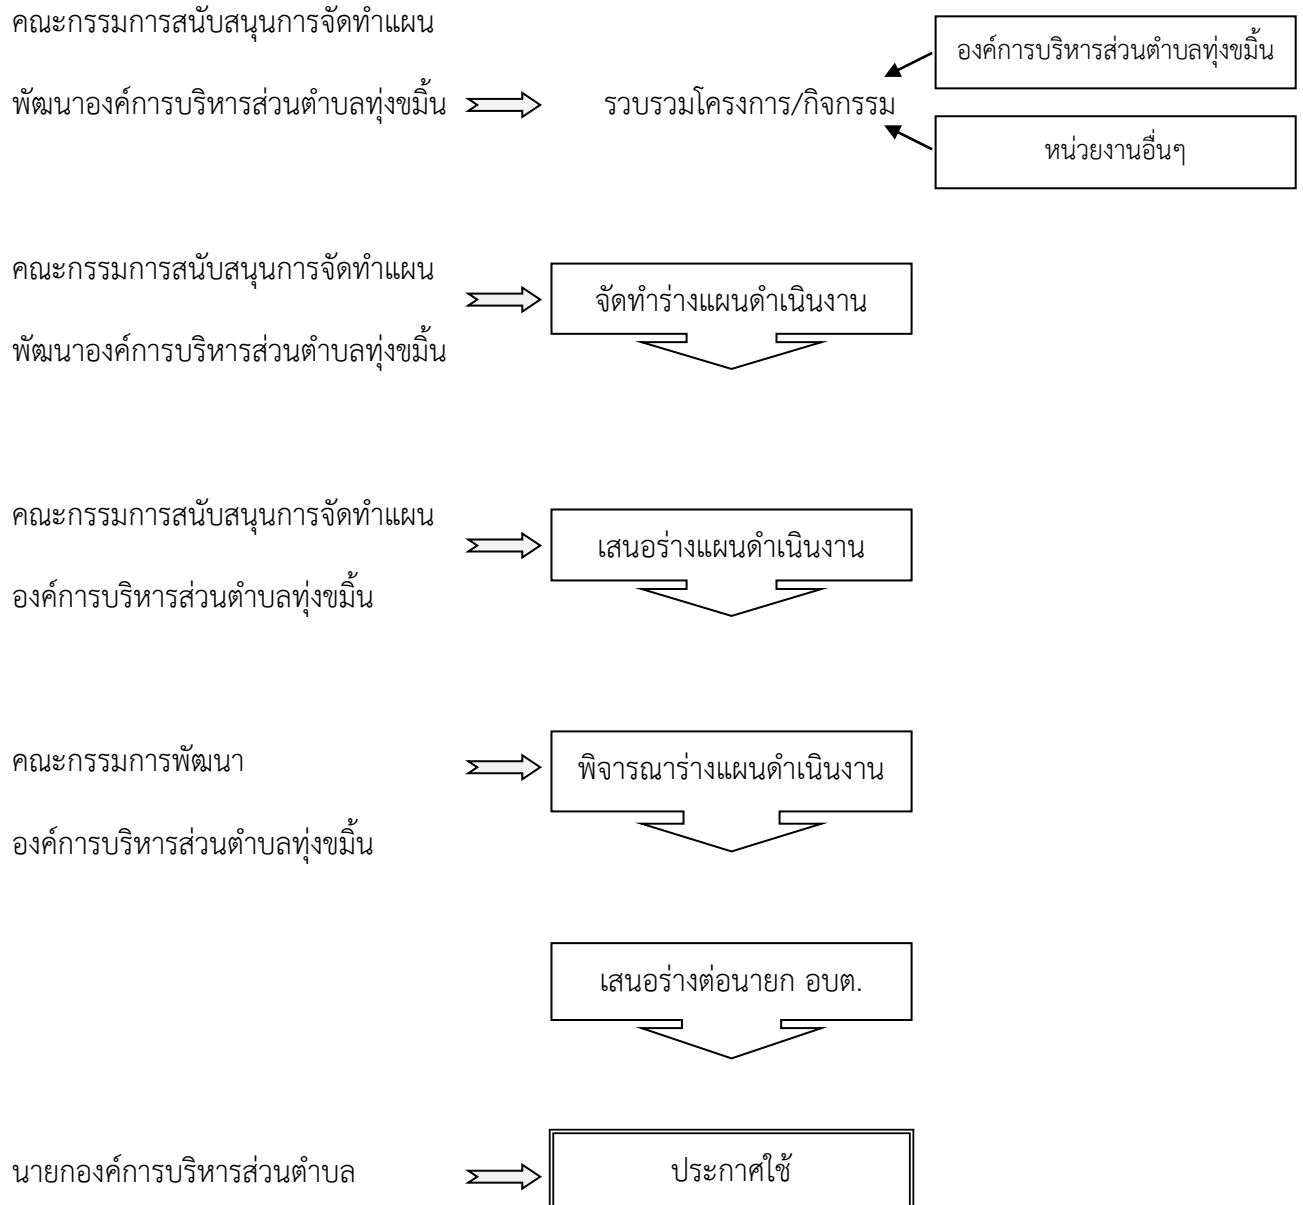 คณะกรรมการสนับสนุนการจัดทำแผน
องค์การบริหารส่วนตำบลทุ่งขมิ้น
พัฒนาองค์การบริหารส่วนตำบลทุ่งขมิ้น
รวบรวมโครงการ/กิจกรรม
หน่วยงานอื่นๆ
คณะกรรมการสนับสนุนการจัดทำแผน
จัดทำร่างแผนดำเนินงาน
พัฒนาองค์การบริหารส่วนตำบลทุ่งขมิ้น
คณะกรรมการสนับสนุนการจัดทำแผน
เสนอร่างแผนดำเนินงาน
องค์การบริหารส่วนตำบลทุ่งขมิ้น
คณะกรรมการพัฒนา
พิจารณาร่างแผนดำเนินงาน
องค์การบริหารส่วนตำบลทุ่งขมิ้น
เสนอร่างต่อนายก อบต.
นายกองค์การบริหารส่วนตำบล
ประกาศใช้